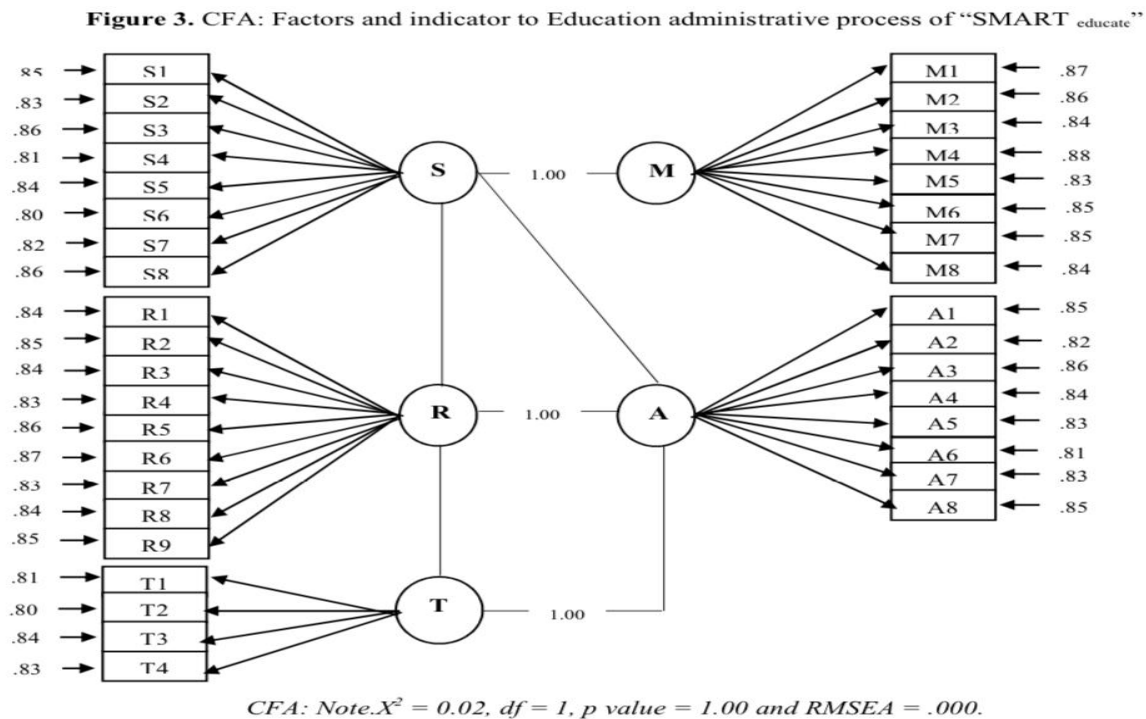 Figure 3. CFA: Factors and indicator to Education administrative process of “SMART educate”
85 S1
.83 S2
.86 S3
.81 S4
.84 S5
.80 S6
.82 S7
.86 S8
S
1.00
M
M1 .87
M2 .86
M3 .84
M4 .88
M5 .83
M6 .85
M7 .85
M8 .84
.84 R1
.85 R2
.84 R3
.83 R4
.86 R5
.87 R6
.83 R7
.84 R8
.85 R9
R
1.00
A
A1 .85
A2 .82
A3 .86
A4 .84
A5 .83
A6 .81
A7 .83
A8 .85
.81 T1
.80 T2
.84 T3
.83 T4
T
1.00
CFA: Note.X² = 0.02, df = 1, p value = 1.00 and RMSEA = .000.